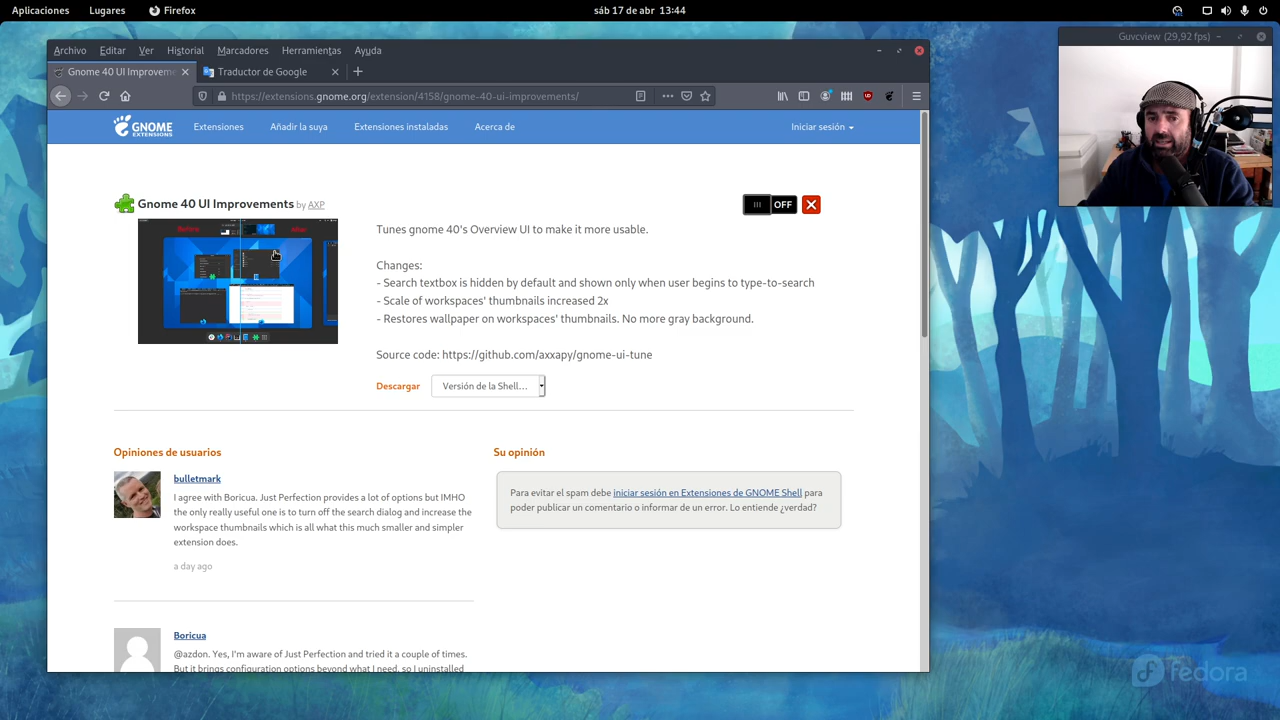 Aplicaciones Lugares Firefox sáb 17 de abr 13:44
Guvcview (29,92 fps)
Archivo Editar Ver Historial Marcadores Herramientas Ayuda
Gnome 40 UI Improveme Traductor de Google
https://extensions.gnome.org/extension/4158/gnome-40-ui-improvements/
GNOME EXTENSIONS Extensions Añadir la suya Extensiones instaladas Acerca de Iniciar sesión
Gnome 40 UI Improvements by AXP OFF
Before After
Tunes gnome 40's Overview UI to make it more usable.
Changes:
- Search textbox is hidden by default and shown only when user begins to type-to-search
- Scale of workspaces' thumbnails increased 2x
- Restores wallpaper on workspaces' thumbnails. No more gray background.
Source code: https://github.com/axxapy/gnome-ui-tune
Descargar Versión de la Shell...
Opiniones de usuarios
bulletmark
I agree with Boricua. Just Perfection provides a lot of options but IMHO
the only really useful one is to turn off the search dialog and increase the
workspace thumbnails which is all what this much smaller and simpler
extension does.
a day ago
Boricua
@azdon. Yes, I'm aware of Just Perfection and tried it a couple of times.
But it brings configuration options beyond what I need, so I uninstalled
Su opinión
Para evitar el spam debe iniciar sesión en Extensiones de GNOME Shell para
poder publicar un comentario o informar de un error. Lo entiende ¿verdad?
fedora